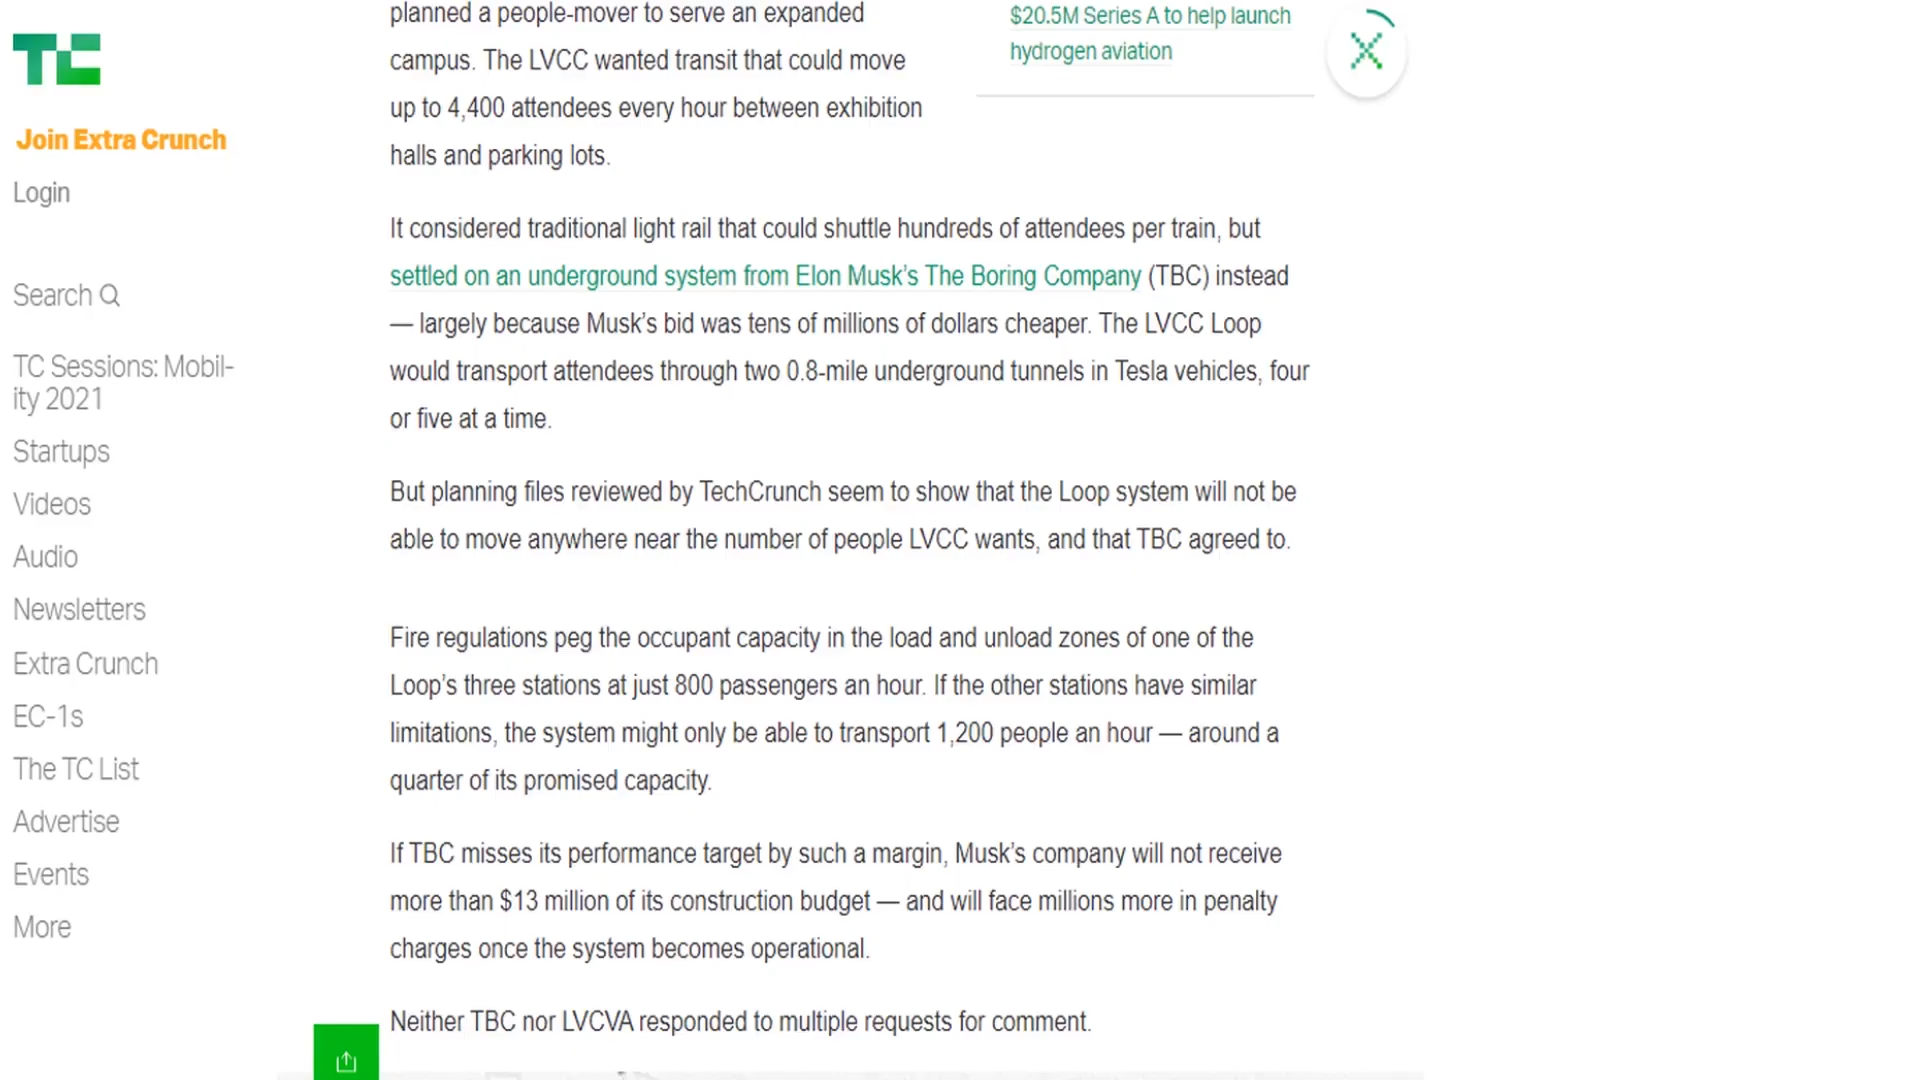 TC
Join Extra Crunch
Login
Search
TC Sessions: Mobil-
ity 2021
Startups
Videos
Audio
Newsletters
Extra Crunch
EC-1s
The TC List
Advertise
Events
More
planned a people-mover to serve an expanded
campus. The LVCC wanted transit that could move
up to 4,400 attendees every hour between exhibition
halls and parking lots.
$20.5M Series A to help launch
hydrogen aviation
It considered traditional light rail that could shuttle hundreds of attendees per train, but
settled on an underground system from Elon Musk’s The Boring Company (TBC) instead
— largely because Musk’s bid was tens of millions of dollars cheaper. The LVCC Loop
would transport attendees through two 0.8-mile underground tunnels in Tesla vehicles, four
or five at a time.
But planning files reviewed by TechCrunch seem to show that the Loop system will not be
able to move anywhere near the number of people LVCC wants, and that TBC agreed to.
Fire regulations peg the occupant capacity in the load and unload zones of one of the
Loop’s three stations at just 800 passengers an hour. If the other stations have similar
limitations, the system might only be able to transport 1,200 people an hour — around a
quarter of its promised capacity.
If TBC misses its performance target by such a margin, Musk’s company will not receive
more than $13 million of its construction budget — and will face millions more in penalty
charges once the system becomes operational.
Neither TBC nor LVCVA responded to multiple requests for comment.